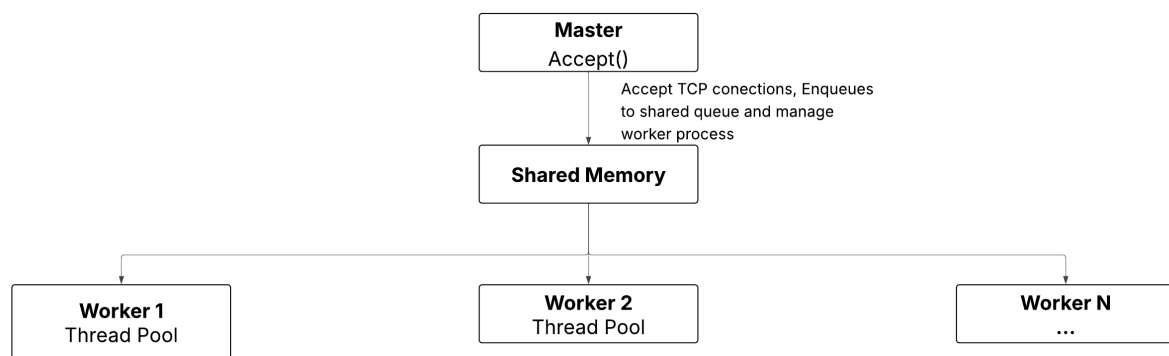 Master
Accept()
Accept TCP conections, Enqueues
to shared queue and manage
worker process
Shared Memory
Worker 1
Thread Pool
Worker 2
Thread Pool
Worker N
...